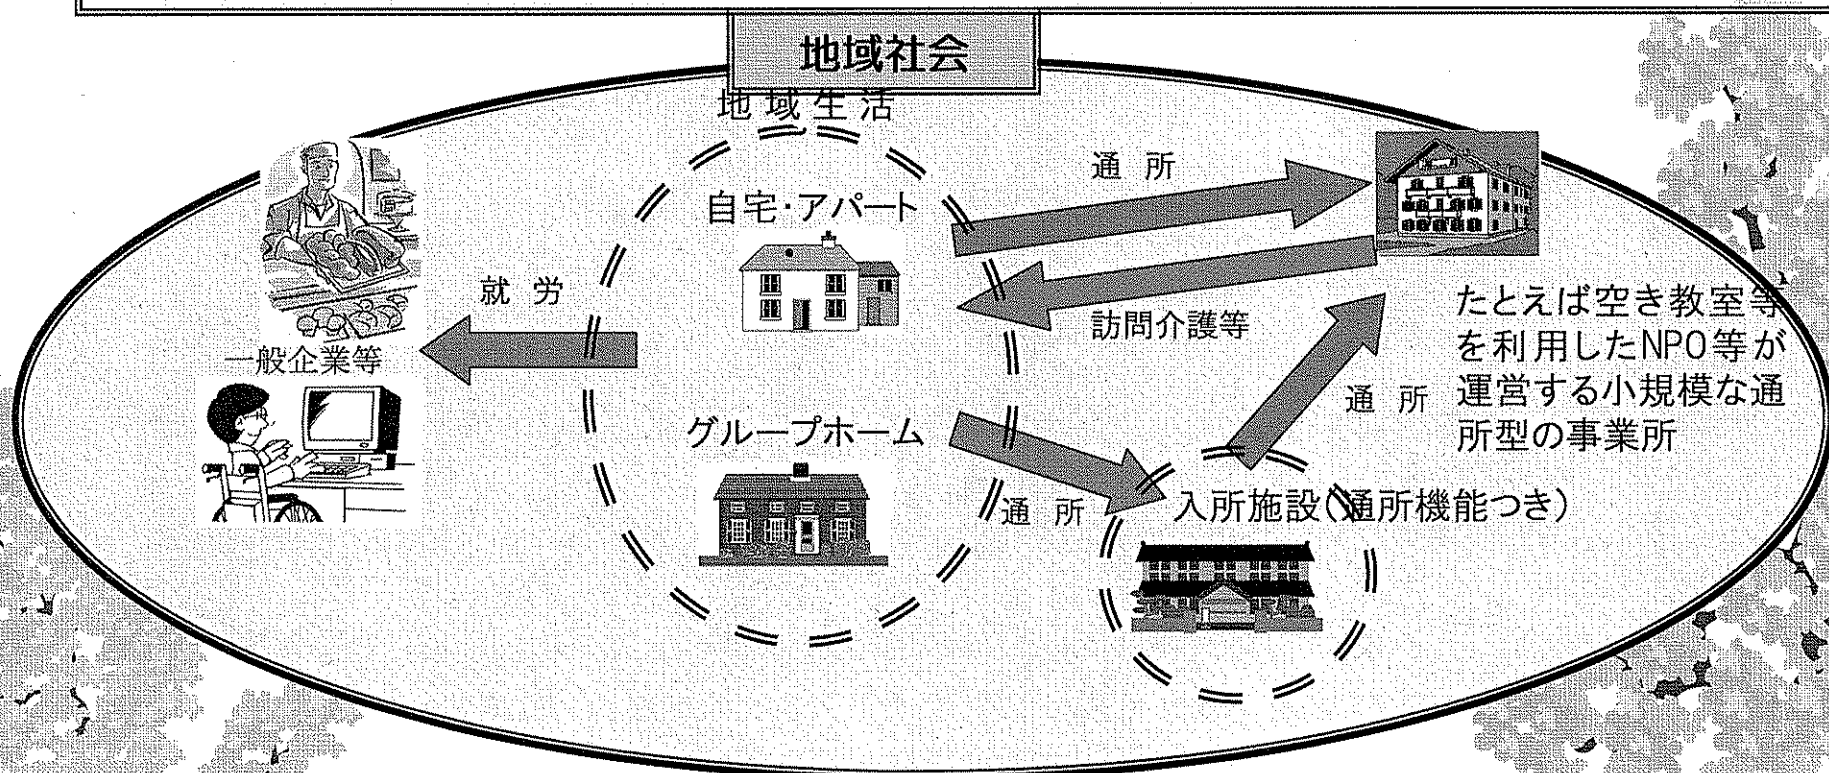 地域社会
地域生活
自宅・アパート
通所
就労
訪問介護等
一般企業等
たとえば空き教室等
を利用したNPO等が
運営する小規模な通
所型の事業所
通所
グループホーム
通所
入所施設(通所機能つき)